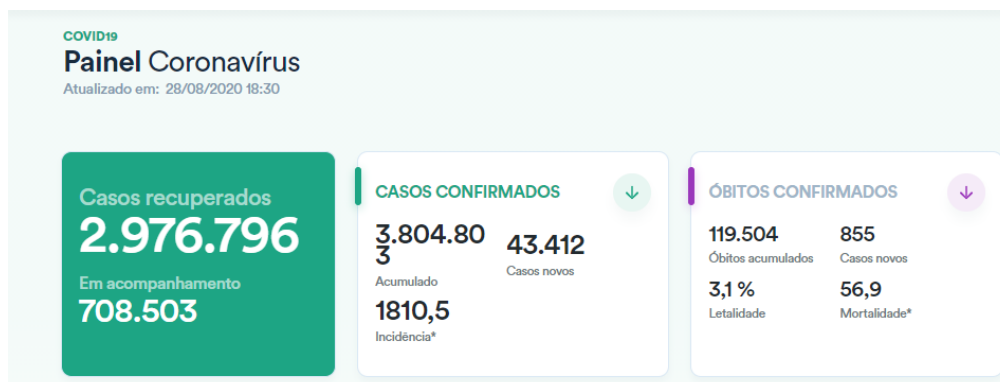 COVID19
Painel Coronavírus
Atualizado em: 28/08/2020 18:30
Casos recuperados
2.976.796
Em acompanhamento
708.503
CASOS CONFIRMADOS
3.804.80
3
Acumulado
43.412
Casos novos
1810,5
Incidência*
ÓBITOS CONFIRMADOS
119.504
Óbitos acumulados
855
Casos novos
3,1 %
Letalidade
56,9
Mortalidade*